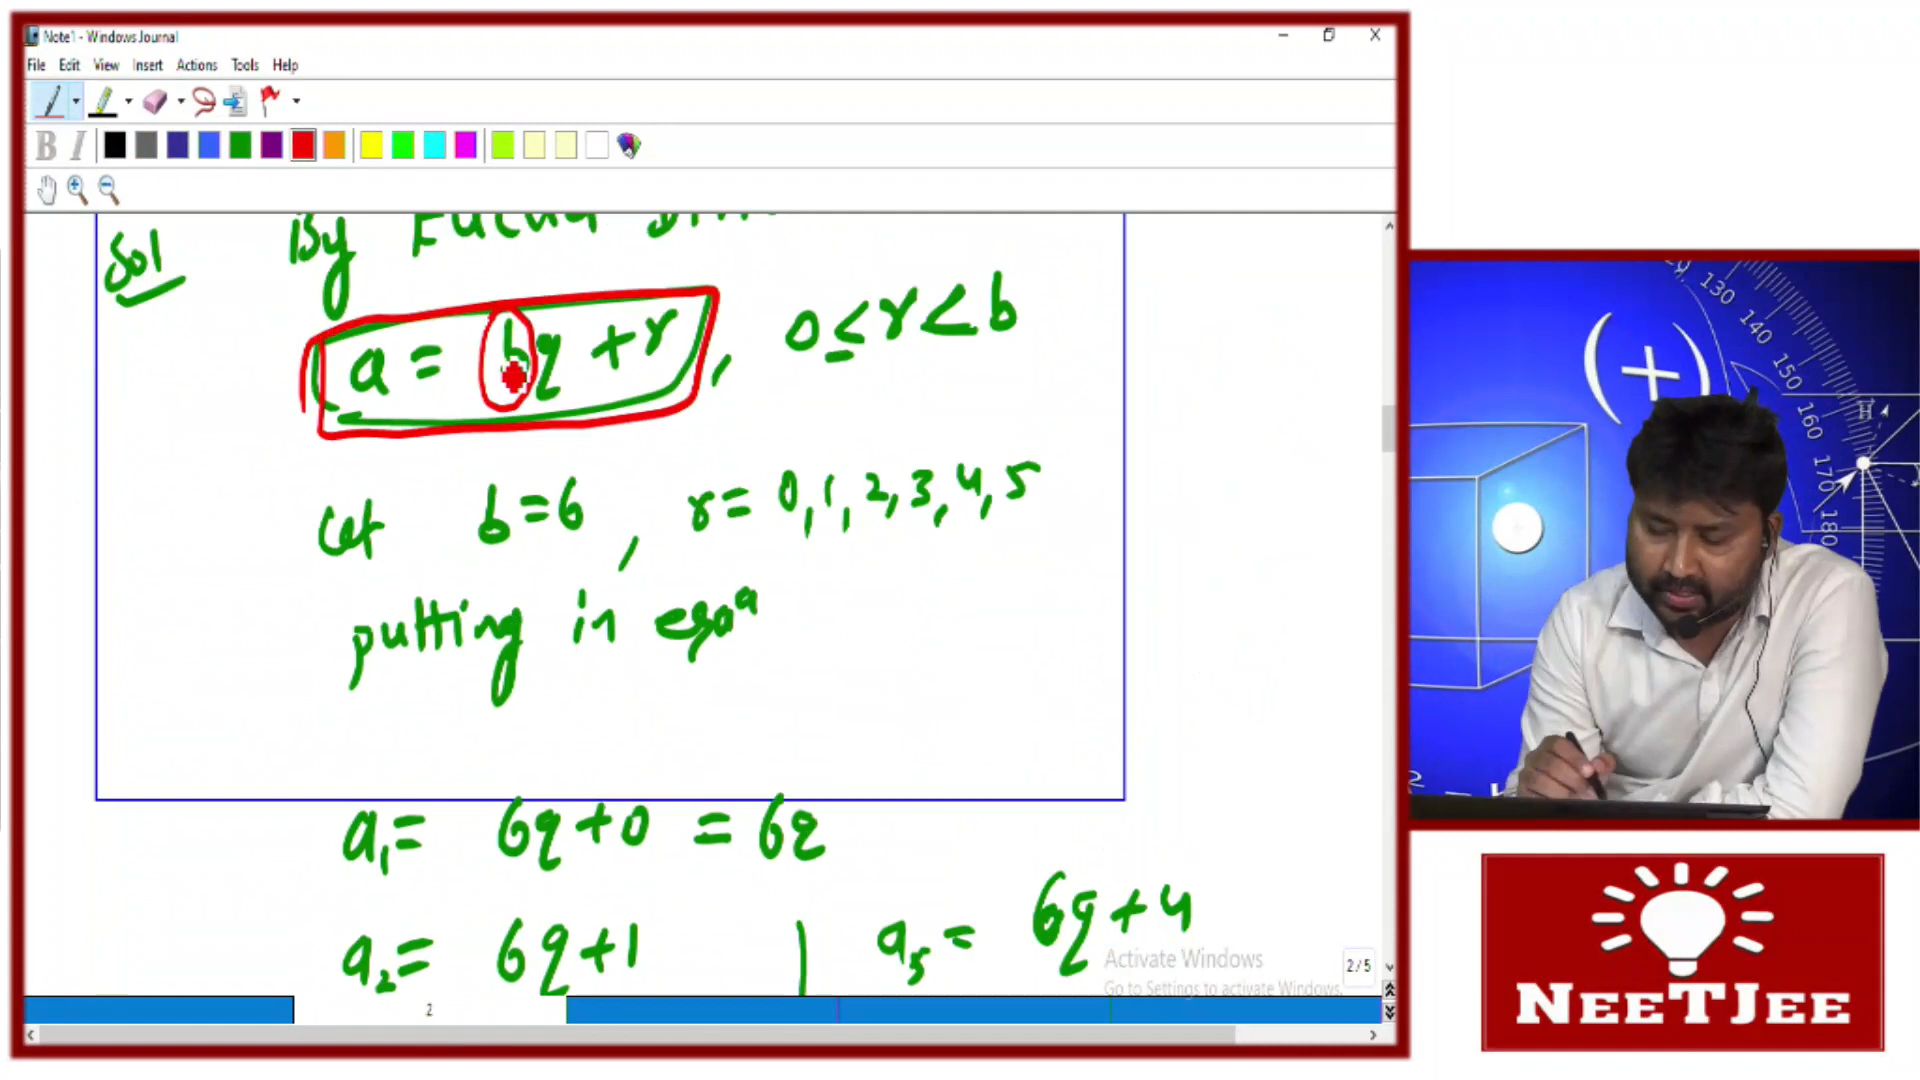 Note1 - Windows Journal
File Edit View Insert Actions Tools Help
B I
Sol By
a = bq + r, 0 ≤ r < b
Let b = 6, r = 0, 1, 2, 3, 4, 5
putting in
a₁ = 6q + 0 = 6q
a₂ = 6q + 1 | a₅ = 6q + 4
Activate Windows
Go to Settings to activate Windows.
2 / 5
2
(+)
130
140
150
160
170
180
NEETJEE